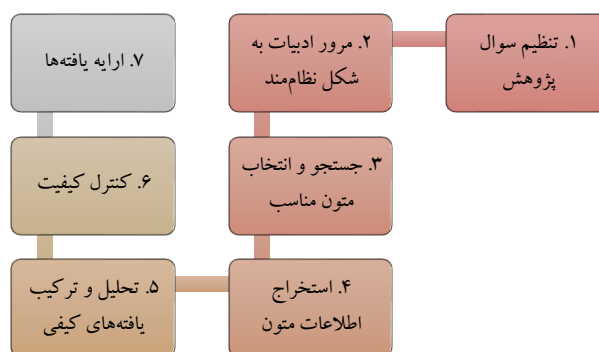 ۱. تنظیم سوال
پژوهش
۲. مرور ادبیات به
شکل نظام‌مند
۳. جستجو و انتخاب
متون مناسب
۴. استخراج
اطلاعات متون
۵. تحلیل و ترکیب
یافته‌های کیفی
۶. کنترل کیفیت
۷. ارایه یافته‌ها